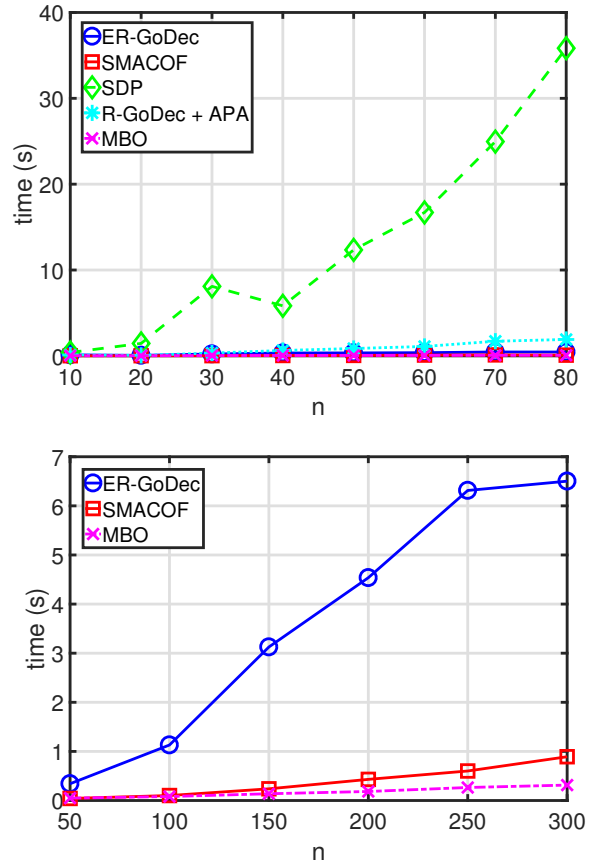 40
30
20
10
0
time (s)
ER-GoDec
SMACOF
SDP
R-GoDec + APA
MBO
10 20 30 40 50 60 70 80
n
7
6
5
4
3
2
1
0
time (s)
ER-GoDec
SMACOF
MBO
50 100 150 200 250 300
n